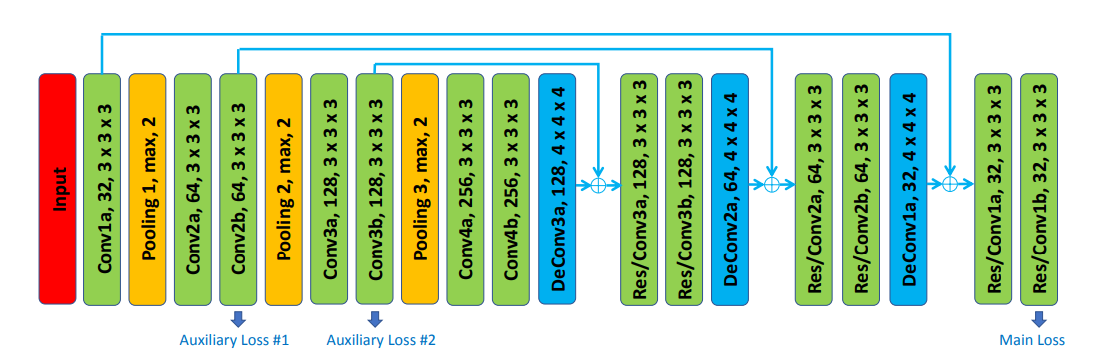 Input
Conv1a, 32, 3 x 3 x 3
Pooling 1, max, 2
Conv2a, 64, 3 x 3 x 3
Conv2b, 64, 3 x 3 x 3
Pooling 2, max, 2
Conv3a, 128, 3 x 3 x 3
Conv3b, 128, 3 x 3 x 3
Pooling 3, max, 2
Conv4a, 256, 3 x 3 x 3
Conv4b, 256, 3 x 3 x 3
DeConv3a, 128, 4 x 4 x 4
Res/Conv3a, 128, 3 x 3 x 3
Res/Conv3b, 128, 3 x 3 x 3
DeConv2a, 64, 4 x 4 x 4
Res/Conv2a, 64, 3 x 3 x 3
Res/Conv2b, 64, 3 x 3 x 3
DeConv1a, 32, 4 x 4 x 4
Res/Conv1a, 32, 3 x 3 x 3
Res/Conv1b, 32, 3 x 3 x 3
Auxiliary Loss #1
Auxiliary Loss #2
Main Loss